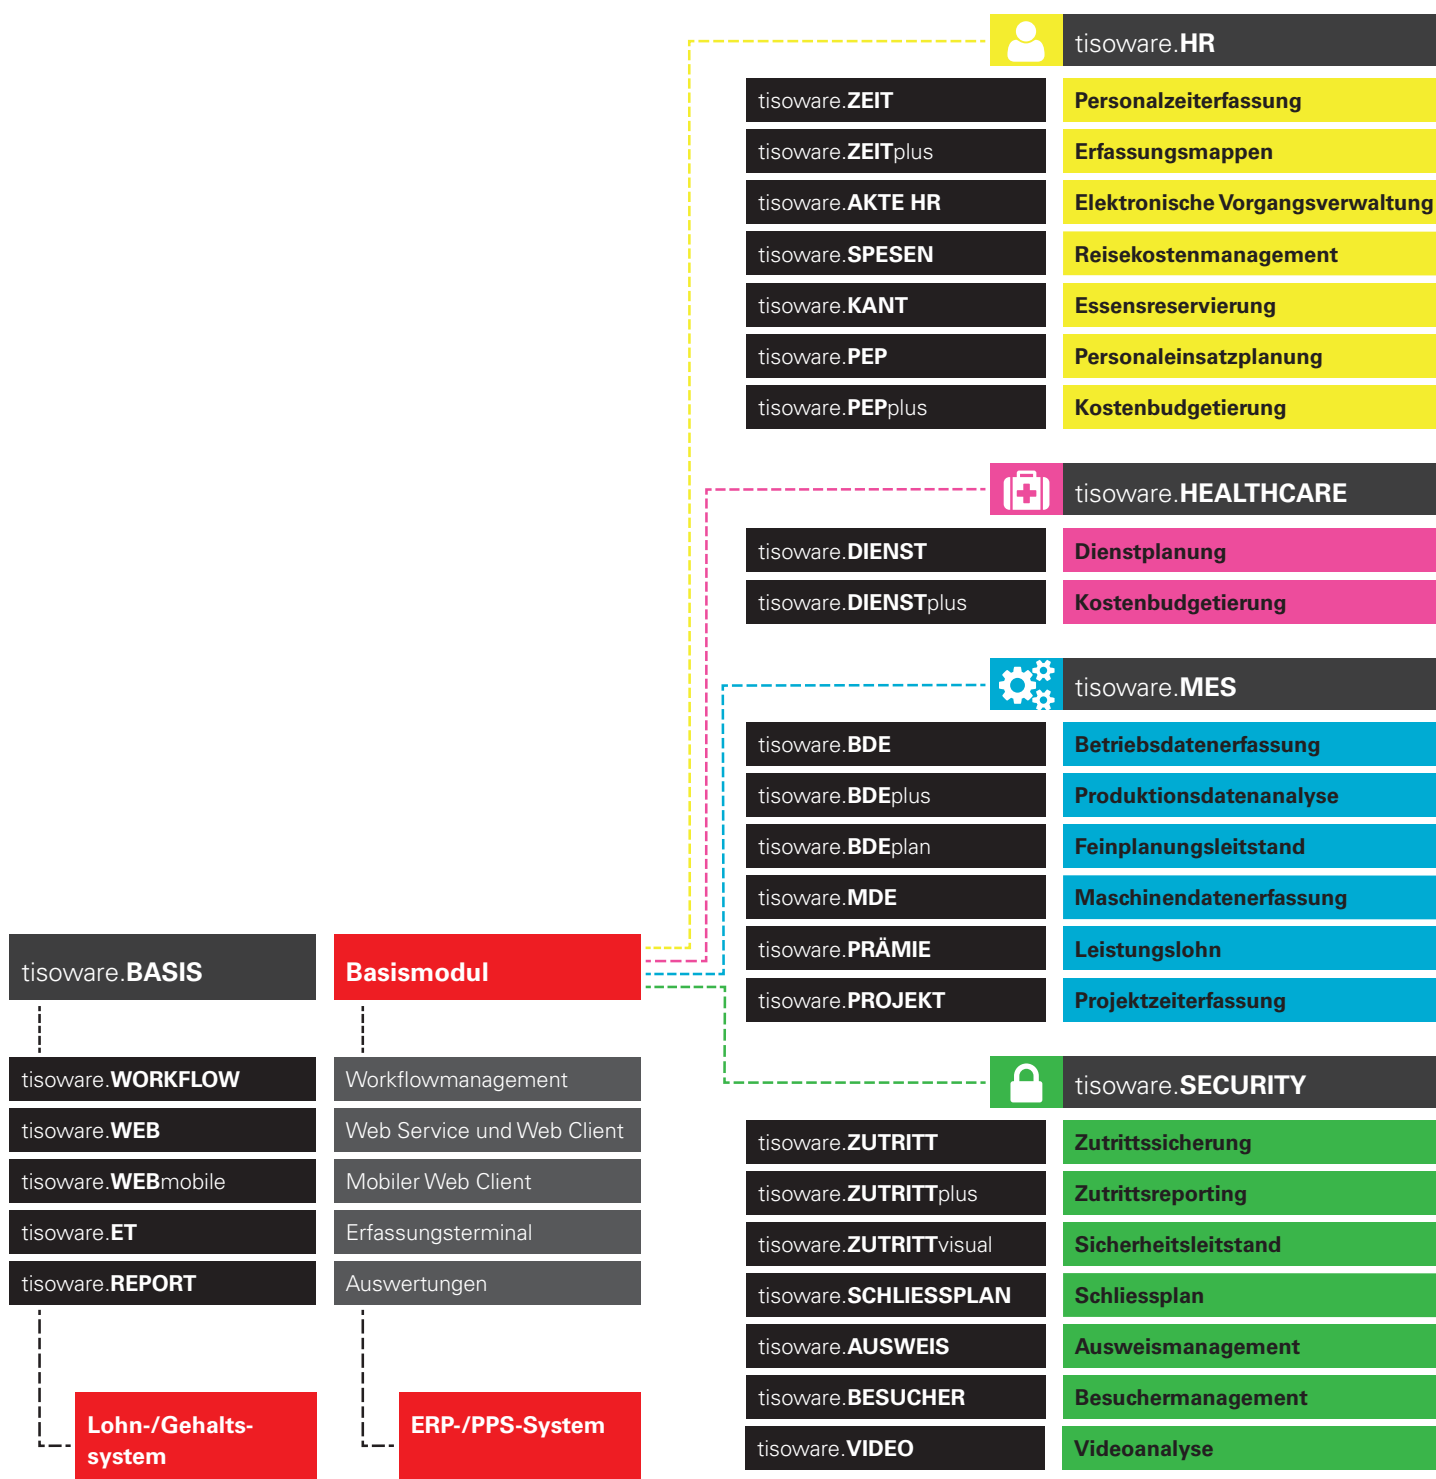 tisoware.HR
tisoware.ZEIT Personalzeiterfassung
tisoware.ZEITplus Erfassungsmappen
tisoware.AKTE HR Elektronische Vorgangsverwaltung
tisoware.SPESEN Reisekostenmanagement
tisoware.KANT Essensreservierung
tisoware.PEP Personaleinsatzplanung
tisoware.PEPplus Kostenbudgetierung
tisoware.HEALTHCARE
tisoware.DIENST Dienstplanung
tisoware.DIENSTplus Kostenbudgetierung
tisoware.MES
tisoware.BDE Betriebsdatenerfassung
tisoware.BDEplus Produktionsdatenanalyse
tisoware.BDEplan Feinplanungsleitstand
tisoware.MDE Maschinendatenerfassung
tisoware.PRÄMIE Leistungslohn
tisoware.PROJEKT Projektzeiterfassung
tisoware.SECURITY
tisoware.ZUTRITT Zutrittssicherung
tisoware.ZUTRITTplus Zutrittsreporting
tisoware.ZUTRITTvisual Sicherheitsleitstand
tisoware.SCHLIESSPLAN Schliessplan
tisoware.AUSWEIS Ausweismanagement
tisoware.BESUCHER Besuchermanagement
tisoware.VIDEO Videoanalyse
tisoware.BASIS Basismodul
tisoware.WORKFLOW Workflowmanagement
tisoware.WEB Web Service und Web Client
tisoware.WEBmobile Mobiler Web Client
tisoware.ET Erfassungsterminal
tisoware.REPORT Auswertungen
Lohn-/Gehalts-
system
ERP-/PPS-System